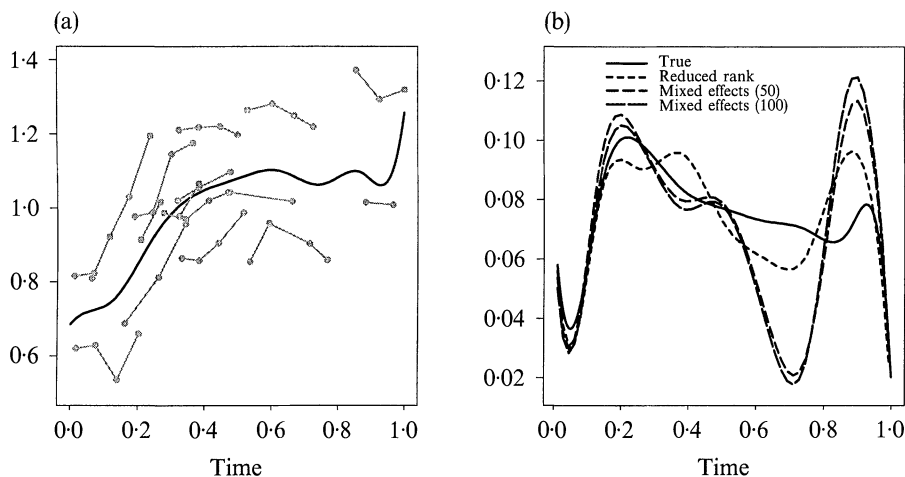 (a)
1·4
1·2
1·0
0·8
0·6
0·0 0·2 0·4 0·6 0·8 1·0
Time
(b)
True
Reduced rank
Mixed effects (50)
Mixed effects (100)
0·12
0·10
0·08
0·06
0·04
0·02
0·0 0·2 0·4 0·6 0·8 1·0
Time